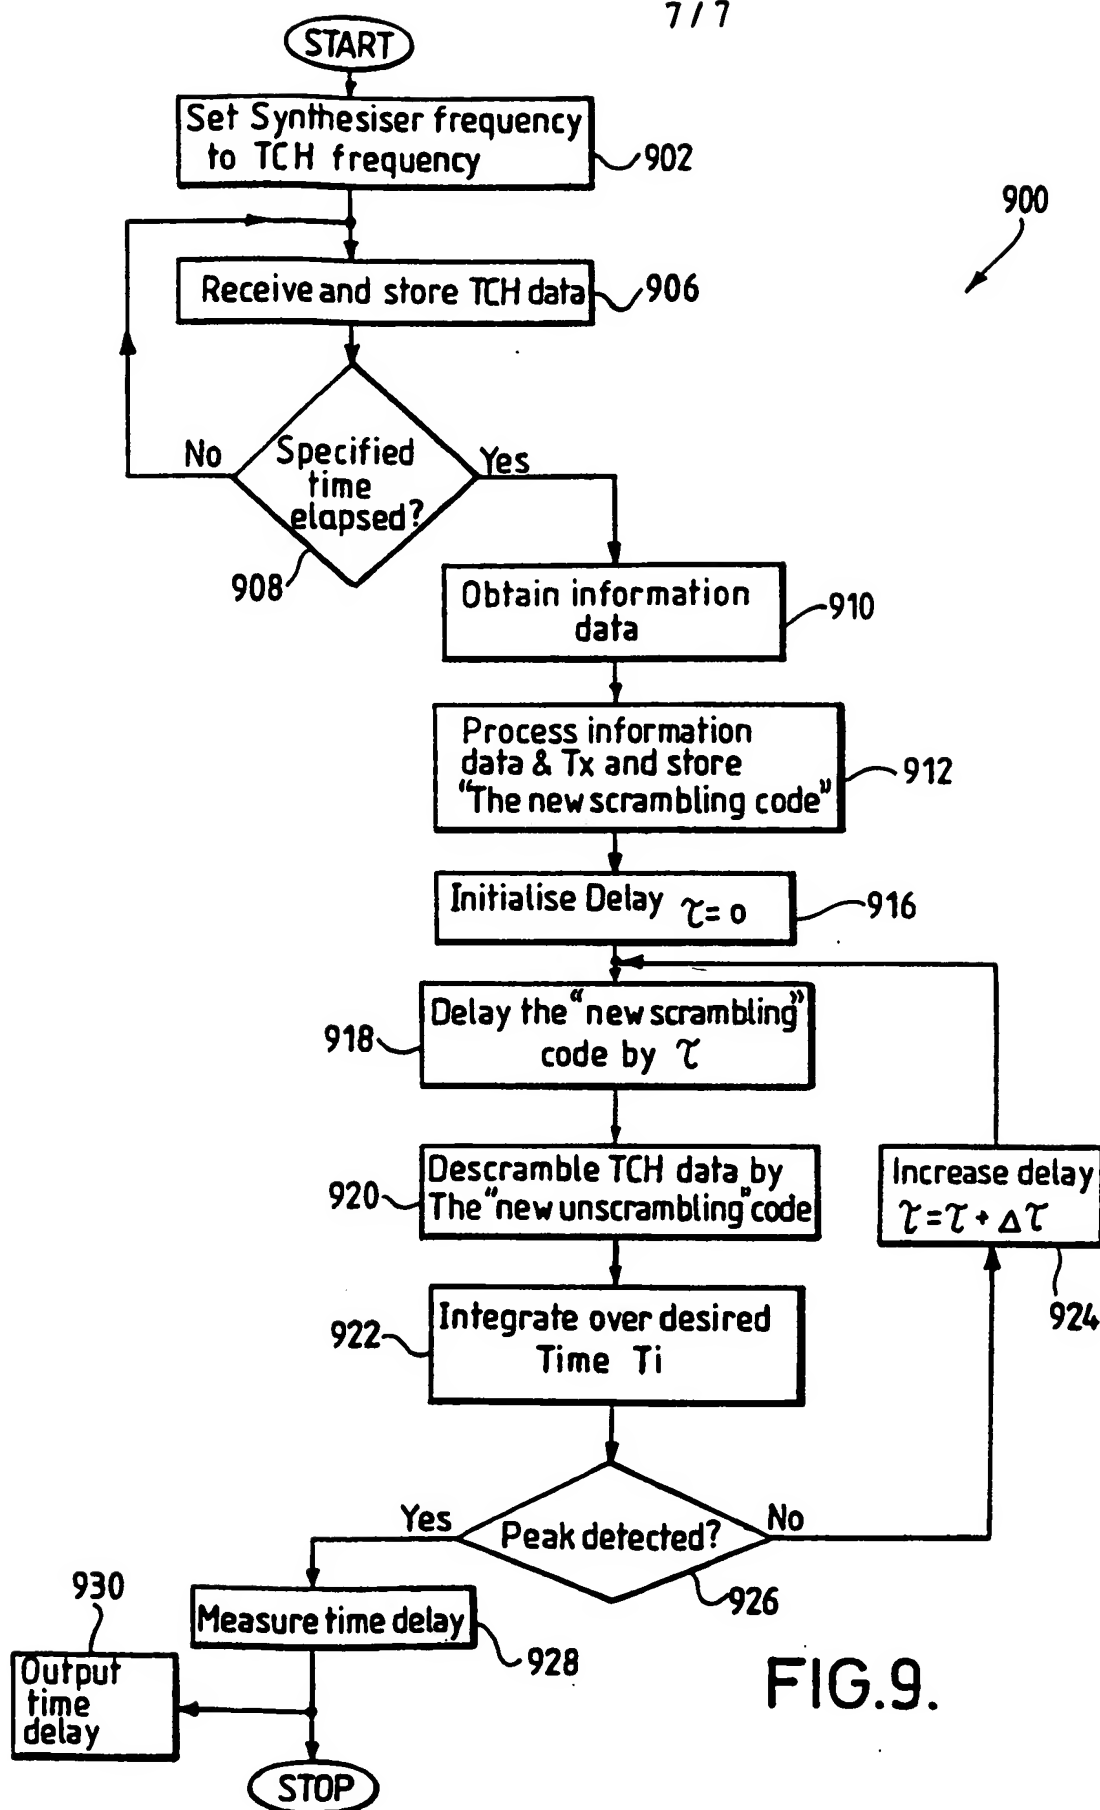 7/7
START
Set Synthesiser frequency
to TCH frequency
902
900
Receive and store TCH data
906
No
Specified
time
elapsed?
Yes
908
Obtain information
data
910
Process information
data & Tx and store
"The new scrambling code"
912
Initialise Delay τ=0
916
Delay the "new scrambling"
code by τ
918
Descramble TCH data by
The "new unscrambling" code
920
Increase delay
τ=τ+Δτ
924
Integrate over desired
Time Ti
922
Yes
Peak detected?
No
926
930
Measure time delay
928
Output
time
delay
FIG.9.
STOP